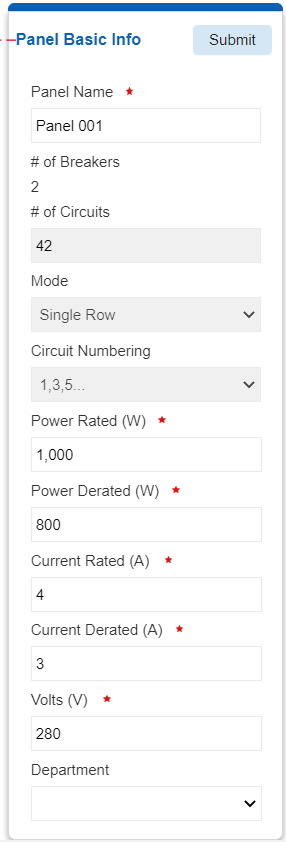 Panel Basic Info Submit
Panel Name *
Panel 001
# of Breakers
2
# of Circuits
42
Mode
Single Row
Circuit Numbering
1,3,5...
Power Rated (W) *
1,000
Power Derated (W) *
800
Current Rated (A) *
4
Current Derated (A) *
3
Volts (V) *
280
Department